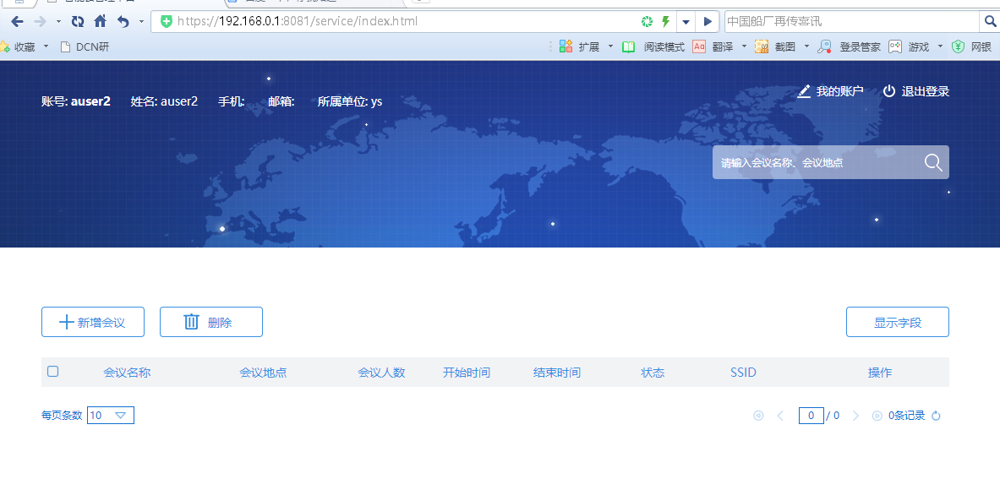 https://192.168.0.1:8081/service/index.html
中国船厂再传喜讯
收藏 DCN研
扩展 阅读模式 Aa 翻译 截图 登录管家 游戏 网银
账号: auser2 姓名: auser2 手机: 邮箱: 所属单位: ys
我的账户 退出登录
请输入会议名称、会议地点
新增会议 删除 显示字段
会议名称 会议地点 会议人数 开始时间 结束时间 状态 SSID 操作
每页条数 10 0 / 0 0条记录